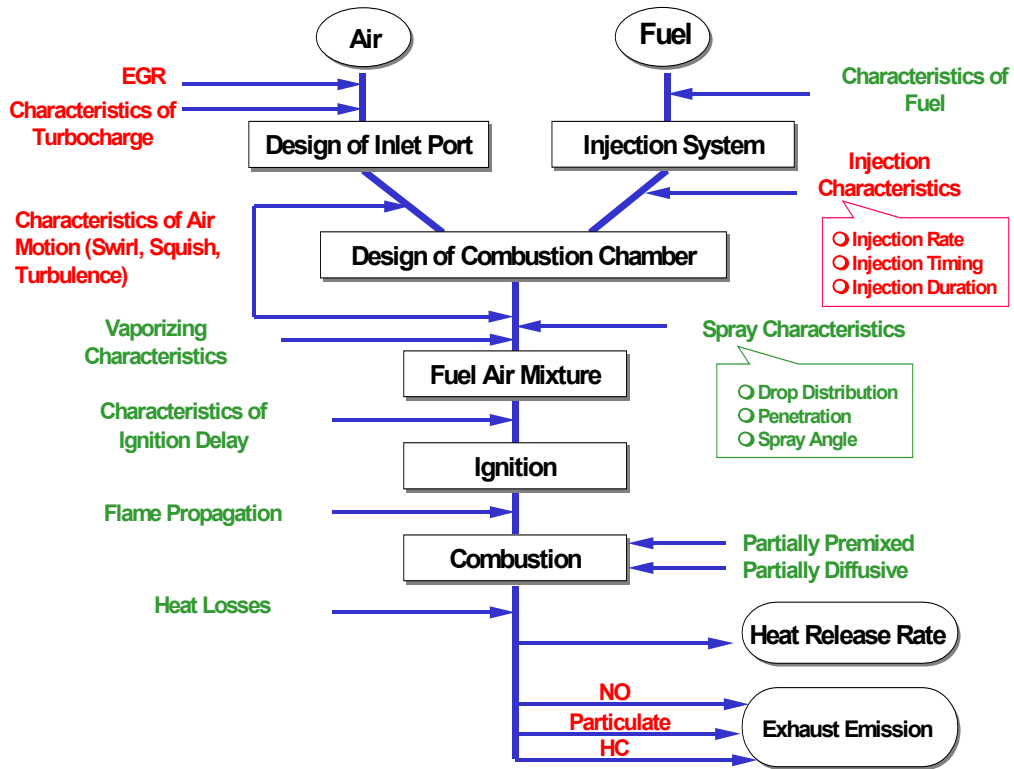 Air
Fuel
EGR
Characteristics of
Turbocharge
Characteristics of
Fuel
Design of Inlet Port
Injection System
Injection
Characteristics
Injection Rate
Injection Timing
Injection Duration
Characteristics of Air
Motion (Swirl, Squish,
Turbulence)
Design of Combustion Chamber
Vaporizing
Characteristics
Spray Characteristics
Drop Distribution
Penetration
Spray Angle
Fuel Air Mixture
Characteristics of
Ignition Delay
Ignition
Flame Propagation
Combustion
Partially Premixed
Partially Diffusive
Heat Losses
Heat Release Rate
NO
Particulate
HC
Exhaust Emission